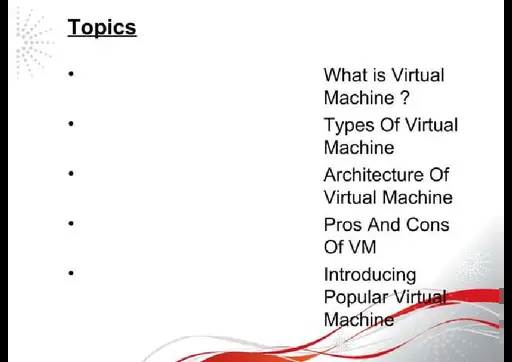 Topics
• What is Virtual
Machine ?
• Types Of Virtual
Machine
• Architecture Of
Virtual Machine
• Pros And Cons
Of VM
• Introducing
Popular Virtual
Machine